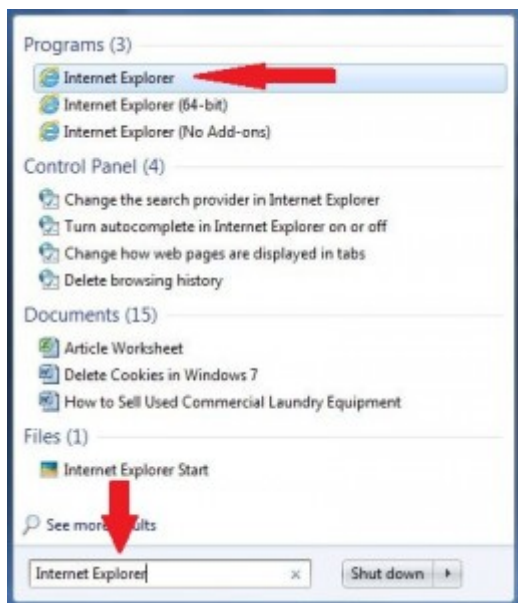 Programs (3)
Internet Explorer
Internet Explorer (64-bit)
Internet Explorer (No Add-ons)
Control Panel (4)
Change the search provider in Internet Explorer
Turn autocomplete in Internet Explorer on or off
Change how web pages are displayed in tabs
Delete browsing history
Documents (15)
Article Worksheet
Delete Cookies in Windows 7
How to Sell Used Commercial Laundry Equipment
Files (1)
Internet Explorer Start
See more
Internet Explorer
Shut down